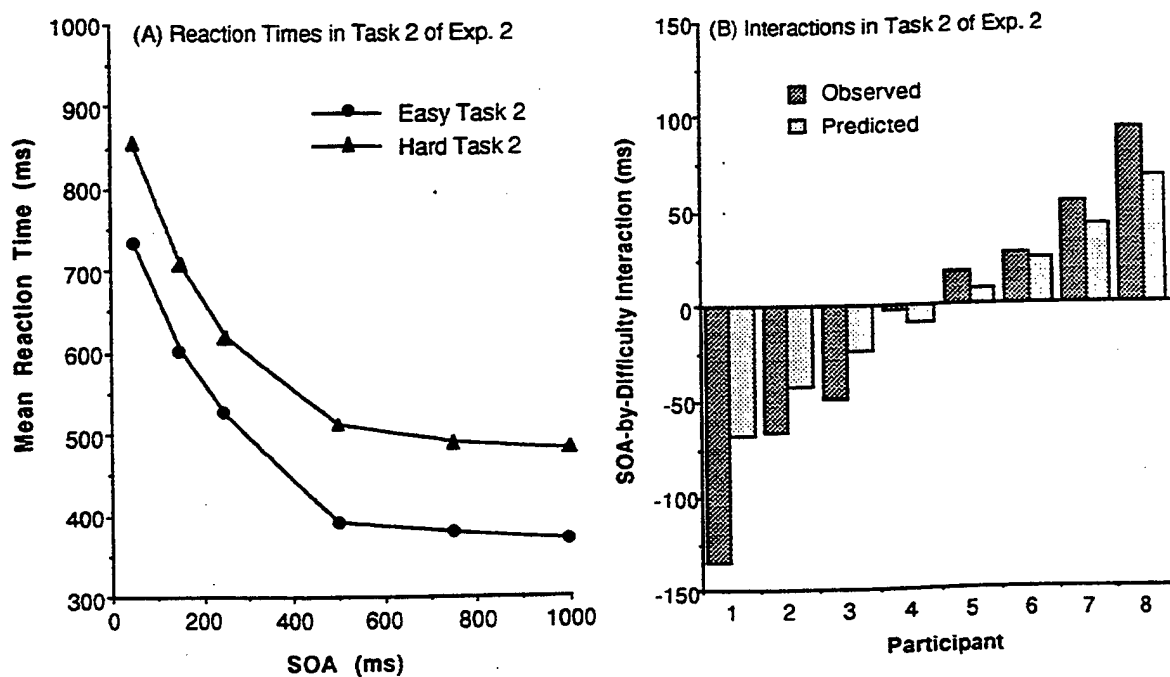 (A) Reaction Times in Task 2 of Exp. 2
Mean Reaction Time (ms)
1000
900
800
700
600
500
400
300
Easy Task 2
Hard Task 2
0 200 400 600 800 1000
SOA (ms)
(B) Interactions in Task 2 of Exp. 2
SOA-by-Difficulty Interaction (ms)
150
100
50
0
-50
-100
-150
Observed
Predicted
1 2 3 4 5 6 7 8
Participant